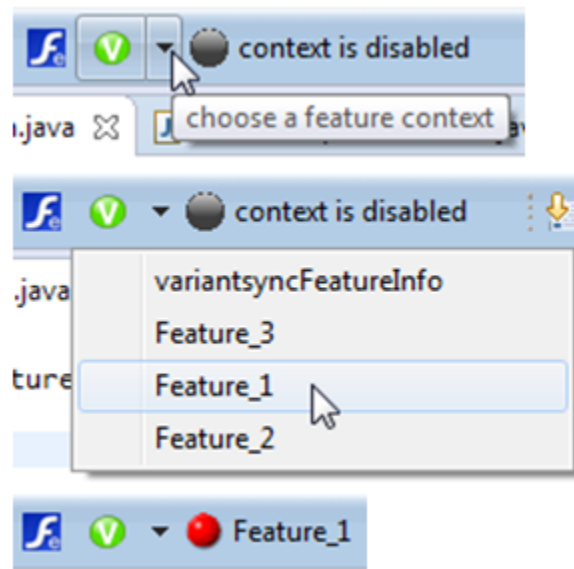 context is disabled
.java
choose a feature context
context is disabled
.java
variantsyncFeatureInfo
Feature_3
ture
Feature_1
Feature_2
Feature_1